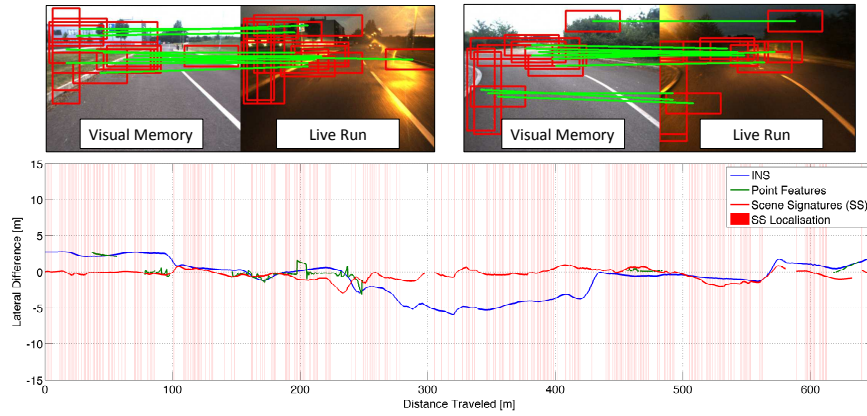 Visual Memory
Live Run
Visual Memory
Live Run
15
10
5
0
-5
-10
-15
Lateral Difference [m]
INS
Point Features
Scene Signatures (SS)
SS Localisation
0
100
200
300
400
500
600
Distance Traveled [m]